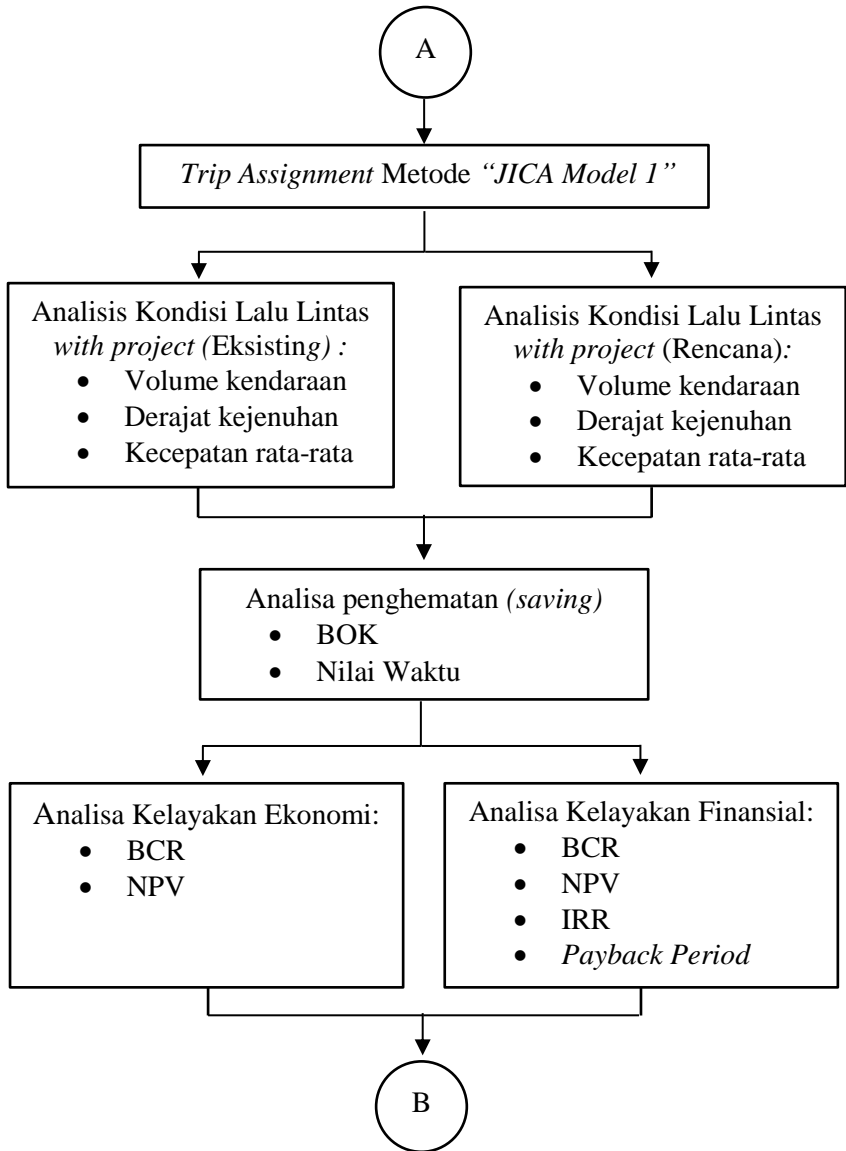 A
Trip Assignment Metode “JICA Model 1”
Analisis Kondisi Lalu Lintas
with project (Eksisting) :
• Volume kendaraan
• Derajat kejenuhan
• Kecepatan rata-rata
Analisis Kondisi Lalu Lintas
with project (Rencana):
• Volume kendaraan
• Derajat kejenuhan
• Kecepatan rata-rata
Analisa penghematan (saving)
• BOK
• Nilai Waktu
Analisa Kelayakan Ekonomi:
• BCR
• NPV
Analisa Kelayakan Finansial:
• BCR
• NPV
• IRR
• Payback Period
B